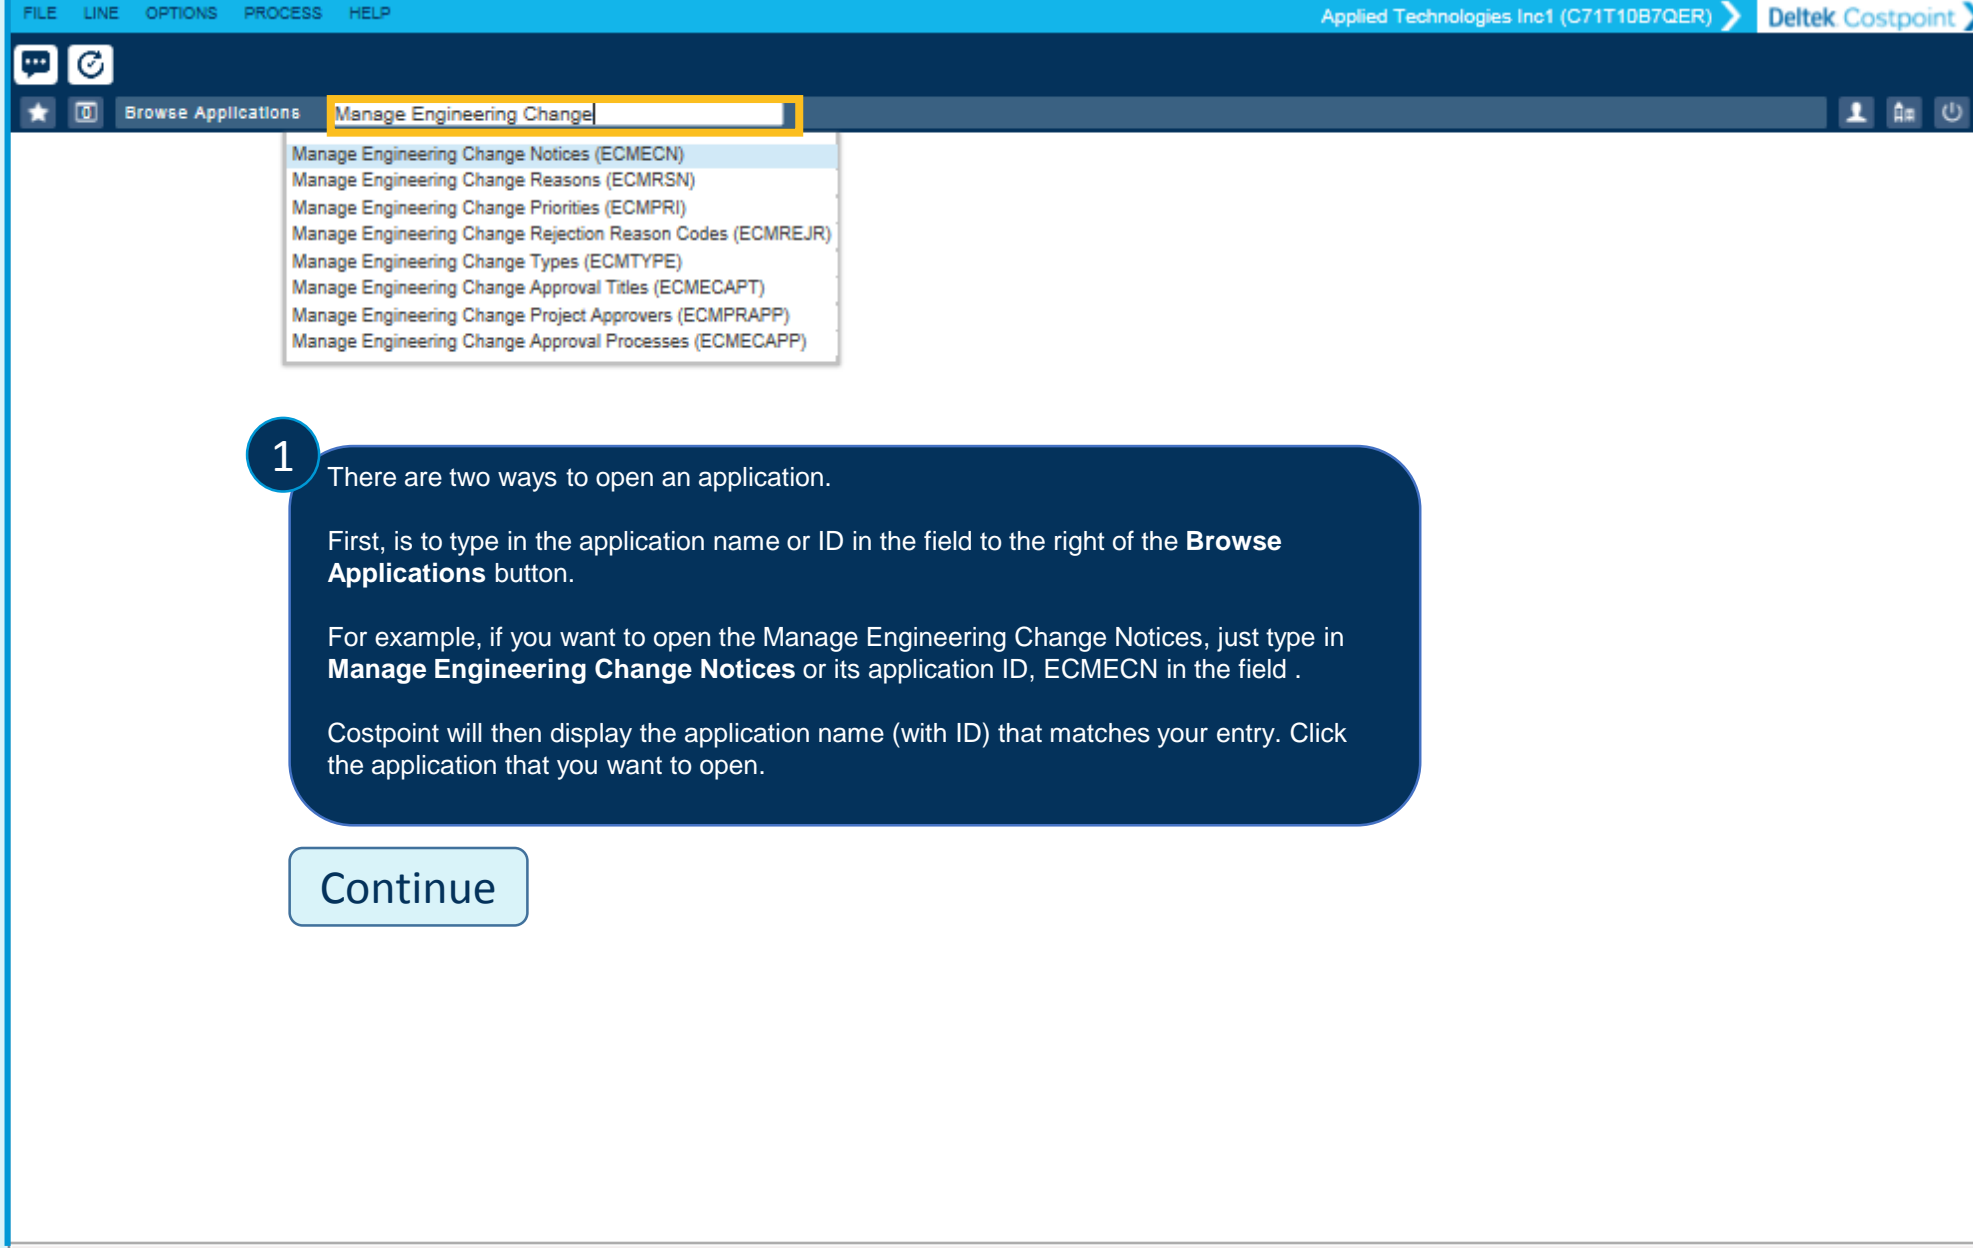 FILE LINE OPTIONS PROCESS HELP
Applied Technologies Inc1 (C71T10B7QER)
Deltek Costpoint
Browse Applications
Manage Engineering Change
Manage Engineering Change Notices (ECMECN)
Manage Engineering Change Reasons (ECMRSN)
Manage Engineering Change Priorities (ECMPRI)
Manage Engineering Change Rejection Reason Codes (ECMREJR)
Manage Engineering Change Types (ECMTYPE)
Manage Engineering Change Approval Titles (ECMECAPT)
Manage Engineering Change Project Approvers (ECMPRAPP)
Manage Engineering Change Approval Processes (ECMECAPP)
1
There are two ways to open an application.
First, is to type in the application name or ID in the field to the right of the Browse
Applications button.
For example, if you want to open the Manage Engineering Change Notices, just type in
Manage Engineering Change Notices or its application ID, ECMECN in the field .
Costpoint will then display the application name (with ID) that matches your entry. Click
the application that you want to open.
Continue